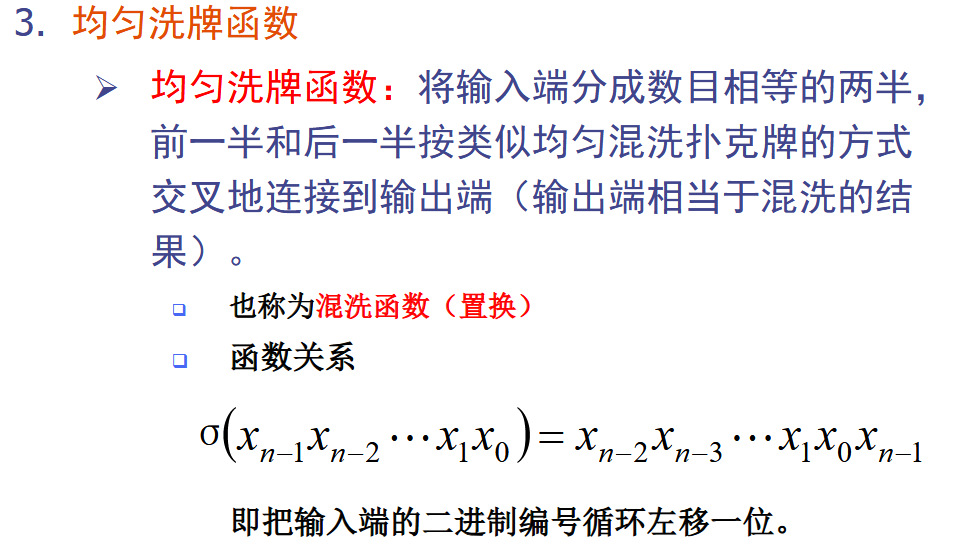 3. 均匀洗牌函数
➢ 均匀洗牌函数：将输入端分成数目相等的两半，
前一半和后一半按类似均匀混洗扑克牌的方式
交叉地连接到输出端（输出端相当于混洗的结
果）。
❑ 也称为混洗函数（置换）
❑ 函数关系
σ(x_{n-1}x_{n-2}⋯x_1x_0) = x_{n-2}x_{n-3}⋯x_1x_0x_{n-1}
即把输入端的二进制编号循环左移一位。